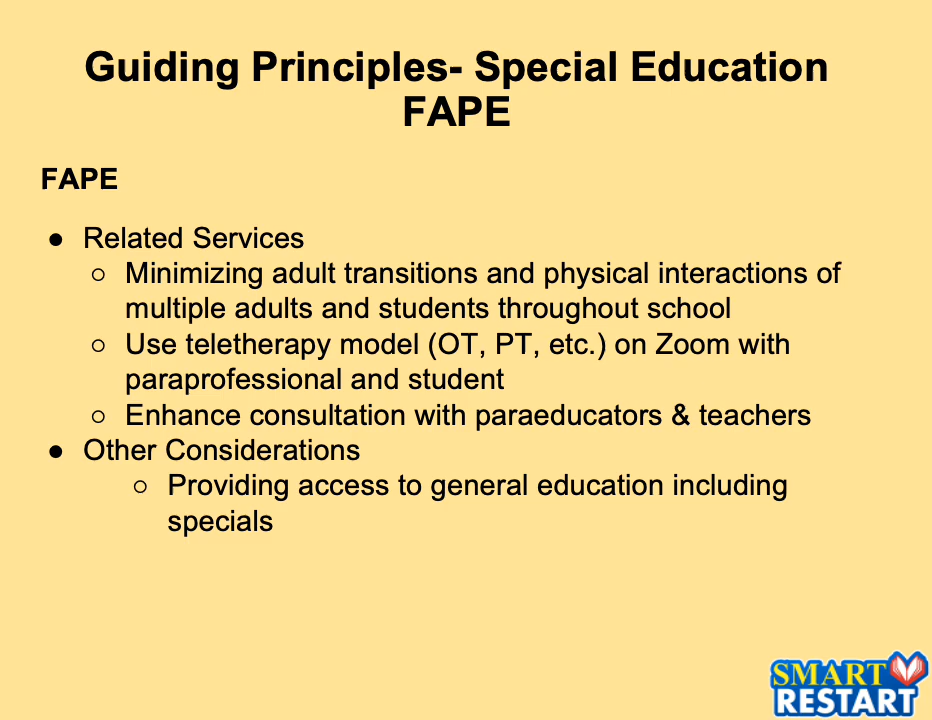 Guiding Principles- Special Education
FAPE
FAPE
● Related Services
○ Minimizing adult transitions and physical interactions of
multiple adults and students throughout school
○ Use teletherapy model (OT, PT, etc.) on Zoom with
paraprofessional and student
○ Enhance consultation with paraeducators & teachers
● Other Considerations
○ Providing access to general education including
specials
SMART
RESTART